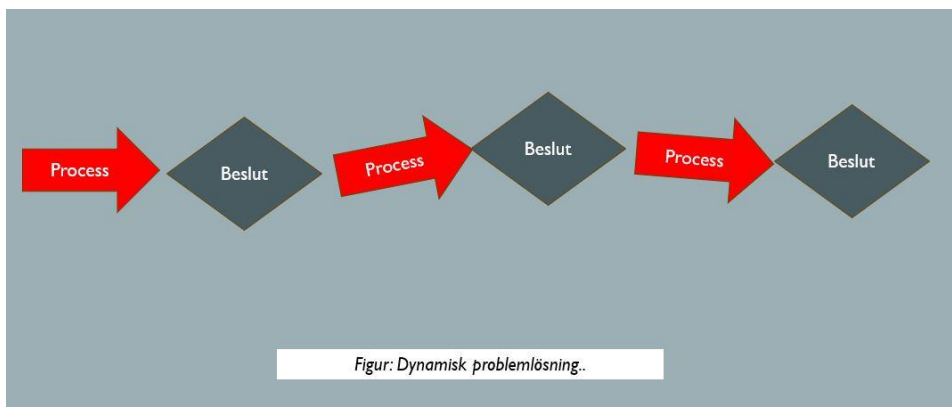 Process
Beslut
Process
Beslut
Process
Beslut
Figur: Dynamisk problemlösning..